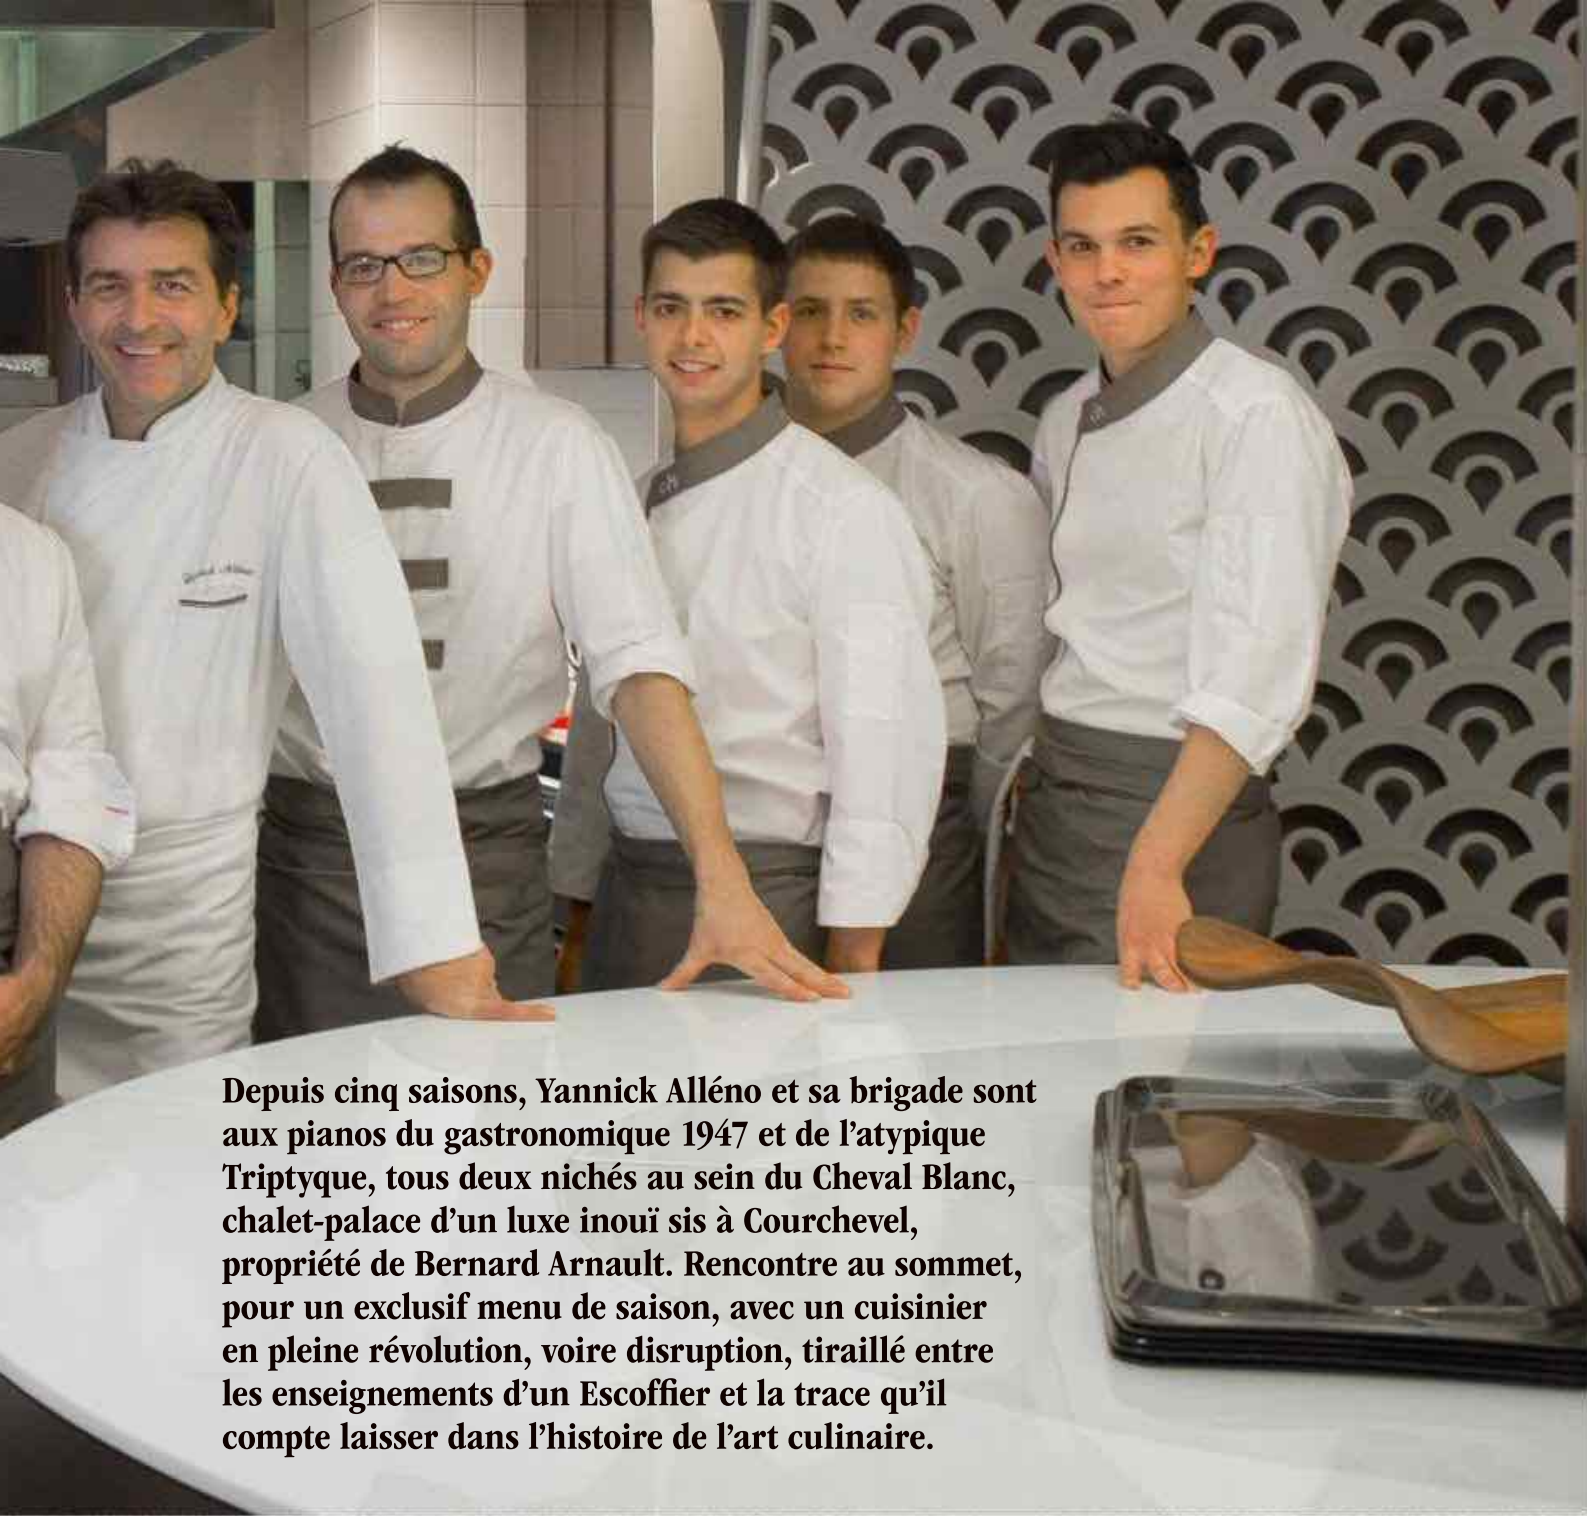 Depuis cinq saisons, Yannick Alléno et sa brigade sont
aux pianos du gastronomique 1947 et de l’atypique
Triptyque, tous deux nichés au sein du Cheval Blanc,
chalet-palace d’un luxe inouï sis à Courchevel,
propriété de Bernard Arnault. Rencontre au sommet,
pour un exclusif menu de saison, avec un cuisinier
en pleine révolution, voire disruption, tiraillé entre
les enseignements d’un Escoffier et la trace qu’il
compte laisser dans l’histoire de l’art culinaire.